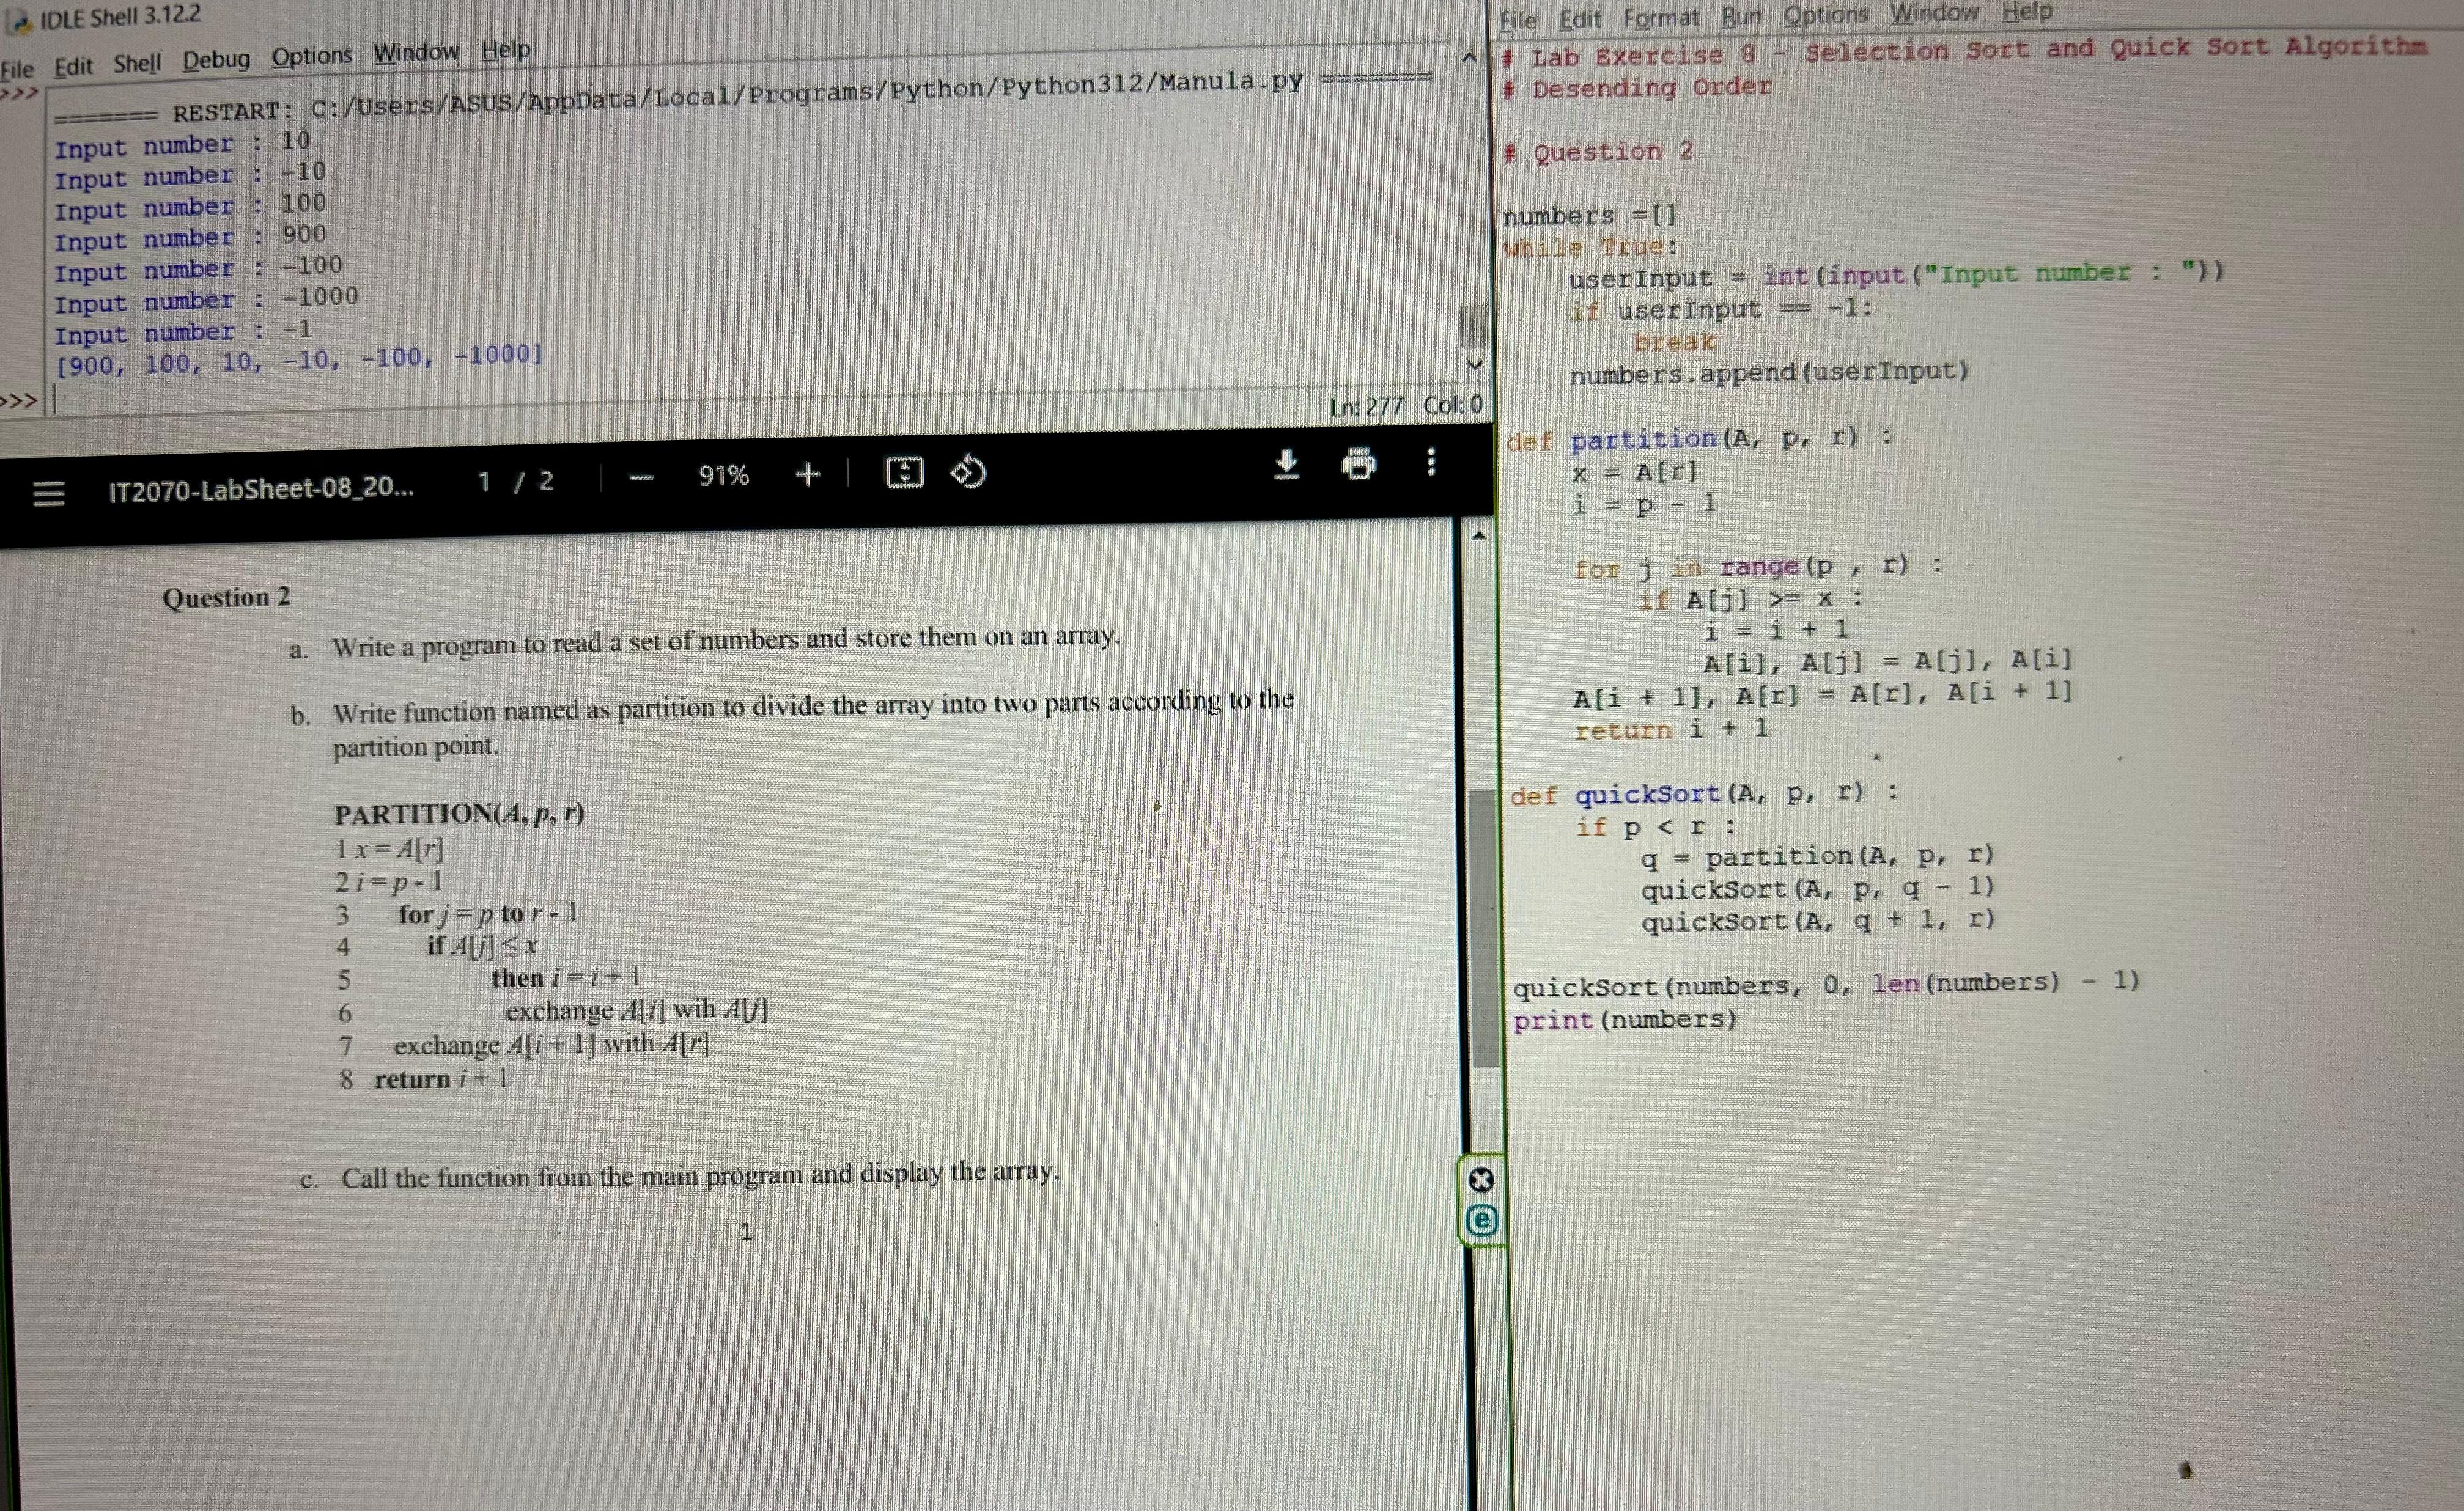 IDLE Shell 3.12.2
File Edit Shell Debug Options Window Help
>>>
======= RESTART: C:/Users/ASUS/AppData/Local/Programs/Python/Python312/Manula.py =======
Input number : 10
Input number : -10
Input number : 100
Input number : 900
Input number : -100
Input number : -1000
Input number : -1
[900, 100, 10, -10, -100, -1000]
>>>
Ln: 277 Col: 0
IT2070-LabSheet-08_20... 1 / 2 — 91% +
Question 2
a. Write a program to read a set of numbers and store them on an array.
b. Write function named as partition to divide the array into two parts according to the
partition point.
PARTITION(A, p, r)
1 x = A[r]
2 i = p - 1
3 for j = p to r - 1
4 if A[j] ≤ x
5 then i = i + 1
6 exchange A[i] wih A[j]
7 exchange A[i + 1] with A[r]
8 return i + 1
c. Call the function from the main program and display the array.
1
File Edit Format Run Options Window Help
# Lab Exercise 8 - Selection Sort and Quick Sort Algorithm
# Desending Order
# Question 2
numbers =[]
while True:
    userInput = int(input("Input number : "))
    if userInput == -1:
        break
    numbers.append(userInput)
def partition(A, p, r) :
    x = A[r]
    i = p - 1
    for j in range(p , r) :
        if A[j] >= x :
            i = i + 1
            A[i], A[j] = A[j], A[i]
    A[i + 1], A[r] = A[r], A[i + 1]
    return i + 1
def quickSort(A, p, r) :
    if p < r :
        q = partition(A, p, r)
        quickSort(A, p, q - 1)
        quickSort(A, q + 1, r)
quickSort(numbers, 0, len(numbers) - 1)
print(numbers)
e